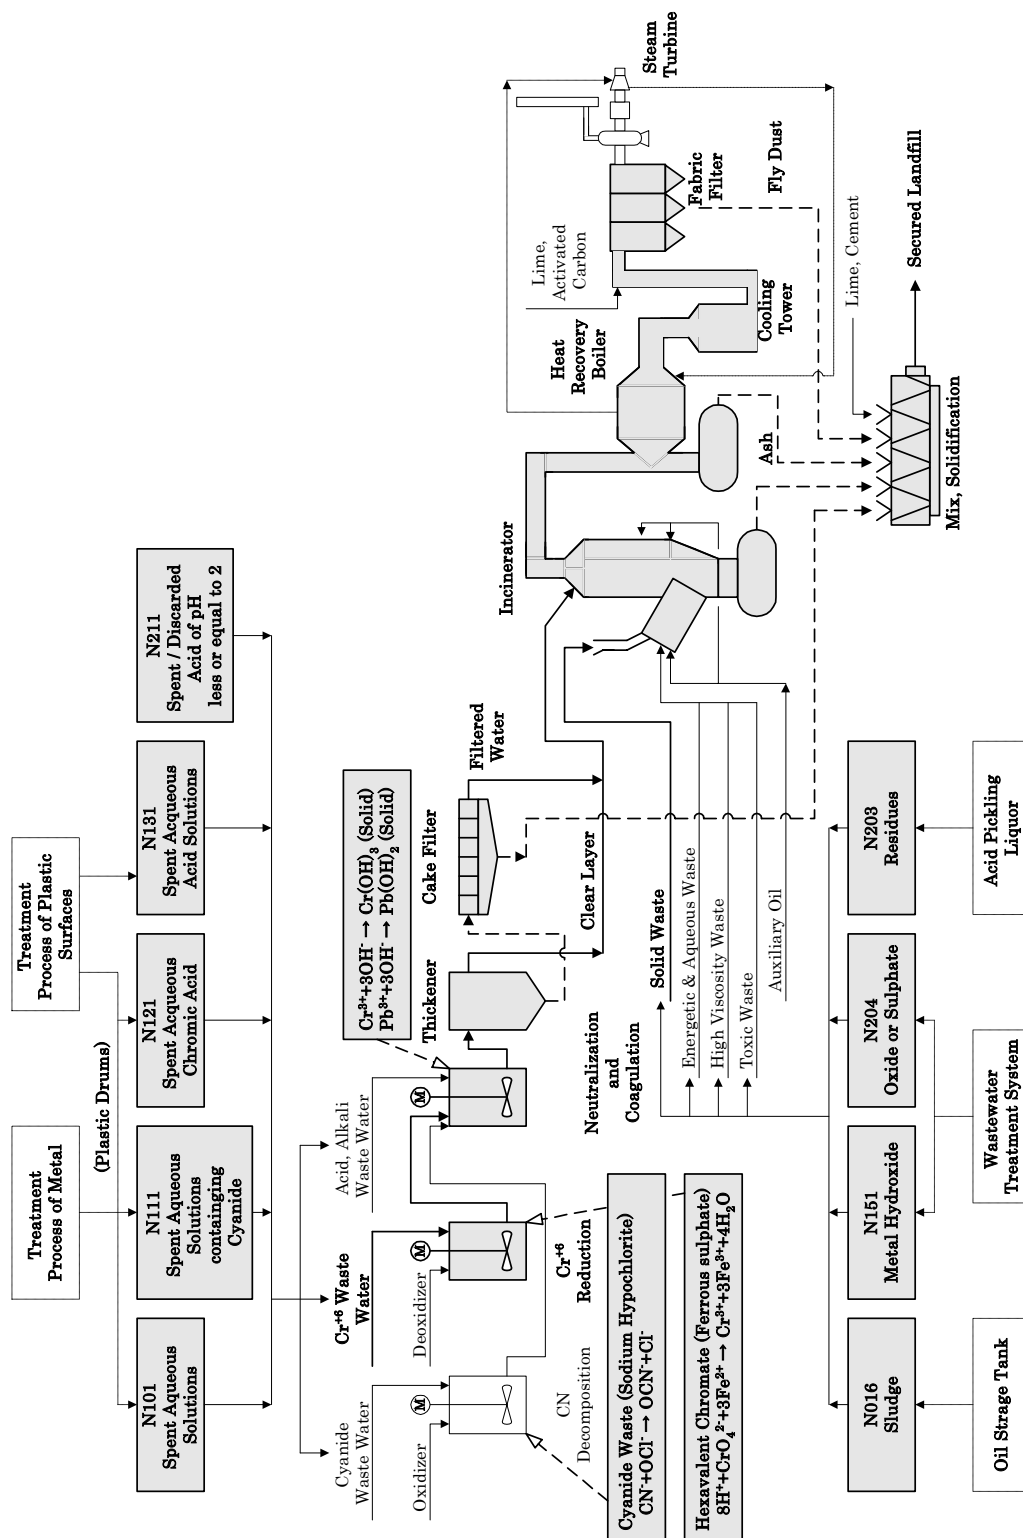 Treatment
Process of Metal
Treatment
Process of Plastic
Surfaces
(Plastic Drums)
N101
Spent Aqueous
Solutions
N111
Spent Aqueous
Solutions
containging
Cyanide
N121
Spent Acqueous
Chromic Acid
N131
Spent Acqueous
Acid Solutions
N211
Spent / Discarded
Acid of pH
less or equal to 2
Cyanide
Waste Water
Cr+6 Waste
Water
Acid, Alkali
Waste Water
Oxidizer
Deoxidizer
M
M
M
Cr³⁺+3OH⁻ → Cr(OH)₃ (Solid)
Pb³⁺+3OH⁻ → Pb(OH)₂ (Solid)
Thickener
Cake Filter
Filtered
Water
Clear Layer
CN
Decomposition
Cr+6
Reduction
Neutralization
and
Coagulation
Cyanide Waste (Sodium Hypochlorite)
CN⁻+OCl⁻ → OCN⁻+Cl⁻
Hexavalent Chromate (Ferrous sulphate)
8H⁺+CrO₄²⁻+3Fe²⁺ → Cr³⁺+3Fe³⁺+4H₂O
Solid Waste
Energetic & Aqueous Waste
High Viscosity Waste
Toxic Waste
Auxiliary Oil
Incinerator
Heat
Recovery
Boiler
Lime,
Activated
Carbon
Steam
Turbine
Cooling
Tower
Fabric
Filter
Fly Dust
Ash
Lime, Cement
Mix, Solidification
Secured Landfill
N016
Sludge
N151
Metal Hydroxide
N204
Oxide or Sulphate
N203
Residues
Oil Strage Tank
Wastewater
Treatment System
Acid Pickling
Liquor